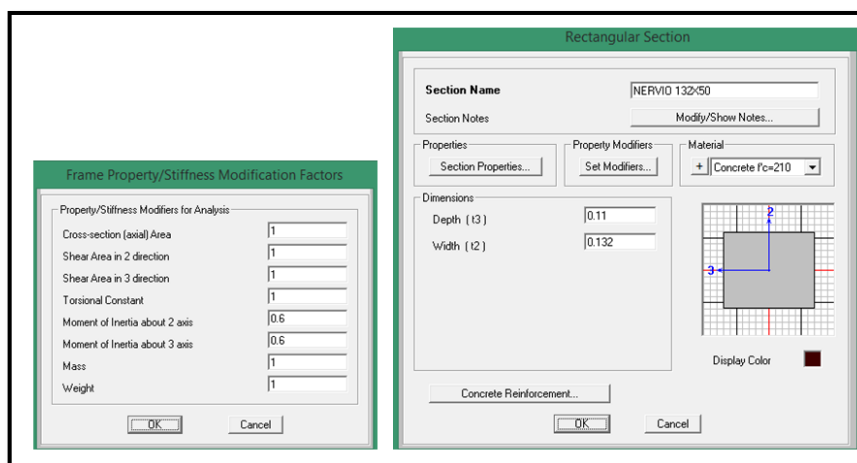 Frame Property/Stiffness Modification Factors
Property/Stiffness Modifiers for Analysis
Cross-section (axial) Area 1
Shear Area in 2 direction 1
Shear Area in 3 direction 1
Torsional Constant 1
Moment of Inertia about 2 axis 0.6
Moment of Inertia about 3 axis 0.6
Mass 1
Weight 1
OK Cancel
Rectangular Section
Section Name NERVIO 132X50
Section Notes Modify/Show Notes...
Properties Property Modifiers Material
Section Properties... Set Modifiers... + Concrete f'c=210
Dimensions
Depth ( t3 ) 0.11
Width ( t2 ) 0.132
2
3
Display Color
Concrete Reinforcement...
OK Cancel